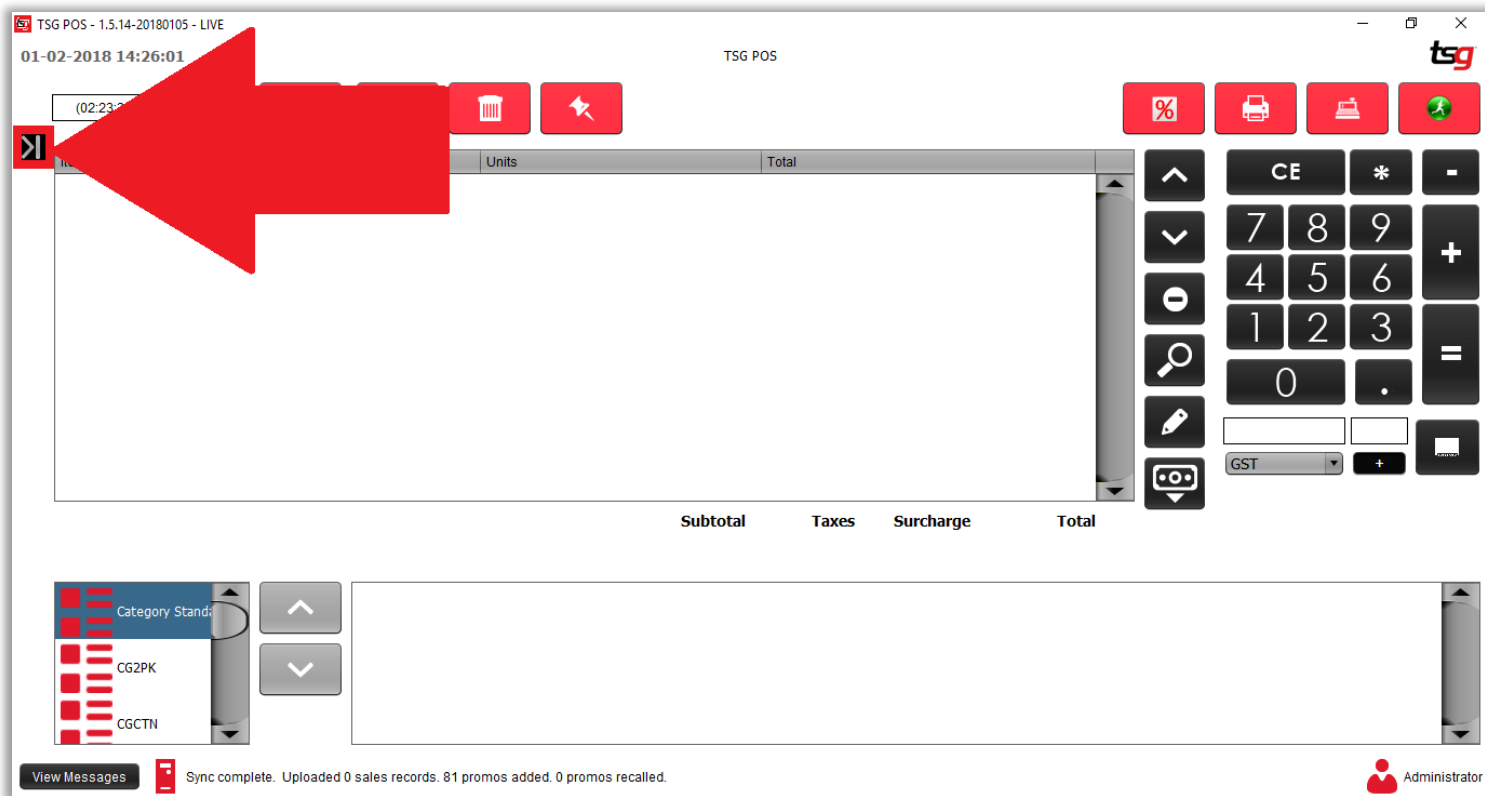 TSG POS - 1.5.14-20180105 - LIVE
01-02-2018 14:26:01
TSG POS
tsg
%
Units
Total
CE * -
7 8 9 +
4 5 6
1 2 3 =
0 .
GST +
Subtotal Taxes Surcharge Total
Category Standa
CG2PK
CGCTN
View Messages
Sync complete. Uploaded 0 sales records. 81 promos added. 0 promos recalled.
Administrator